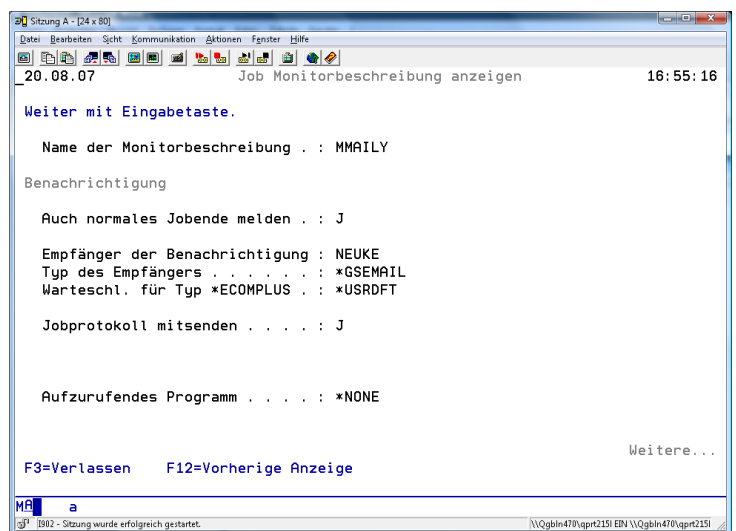 Sitzung A - [24 x 80]
Datei Bearbeiten Sicht Kommunikation Aktionen Fenster Hilfe
20.08.07 Job Monitorbeschreibung anzeigen 16:55:16
Weiter mit Eingabetaste.
Name der Monitorbeschreibung . : MMAILY
Benachrichtigung
Auch normales Jobende melden . : J
Empfänger der Benachrichtigung : NEUKE
Typ des Empfängers . . . . . . : *GSEMAIL
Warteschl. für Typ *ECOMPLUS . : *USRDFT
Jobprotokoll mitsenden . . . . : J
Aufzurufendes Programm . . . . : *NONE
Weitere...
F3=Verlassen F12=Vorherige Anzeige
MA a
I902 - Sitzung wurde erfolgreich gestartet. \\Qgbln470\qprt215l EIN \\Qgbln470\qprt215l